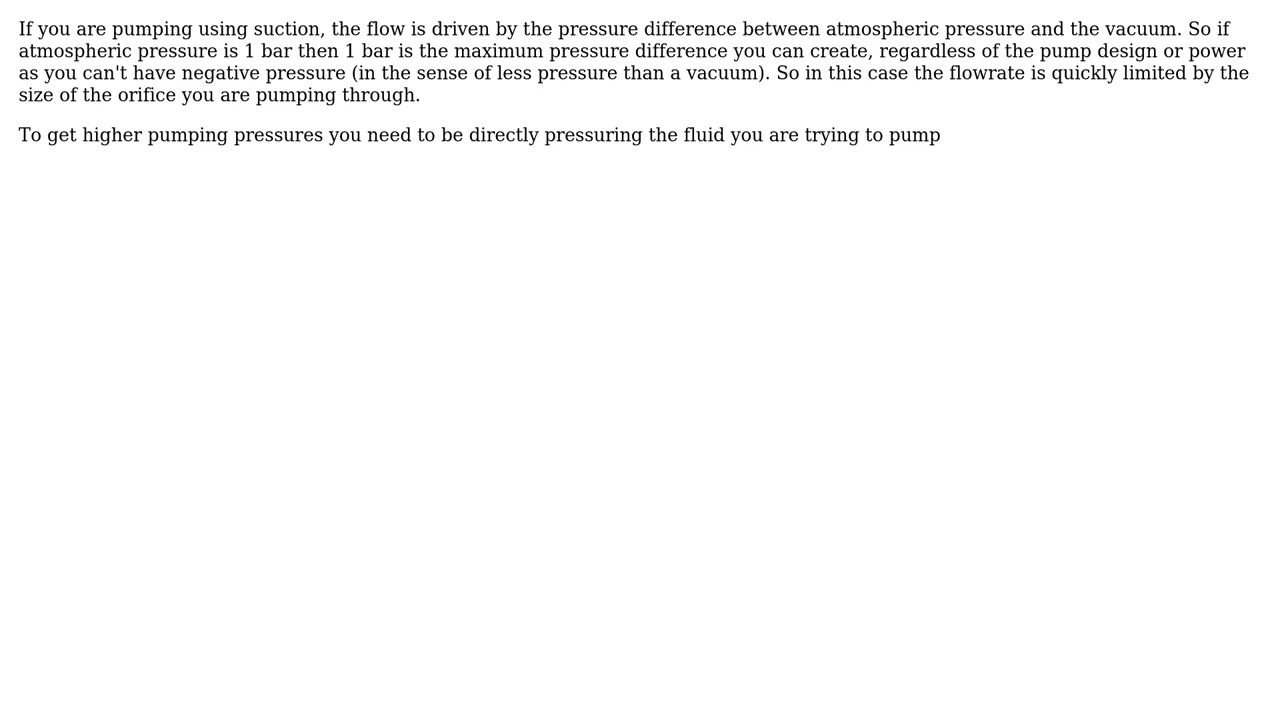 If you are pumping using suction, the flow is driven by the pressure difference between atmospheric pressure and the vacuum. So if
atmospheric pressure is 1 bar then 1 bar is the maximum pressure difference you can create, regardless of the pump design or power
as you can't have negative pressure (in the sense of less pressure than a vacuum). So in this case the flowrate is quickly limited by the
size of the orifice you are pumping through.
To get higher pumping pressures you need to be directly pressuring the fluid you are trying to pump